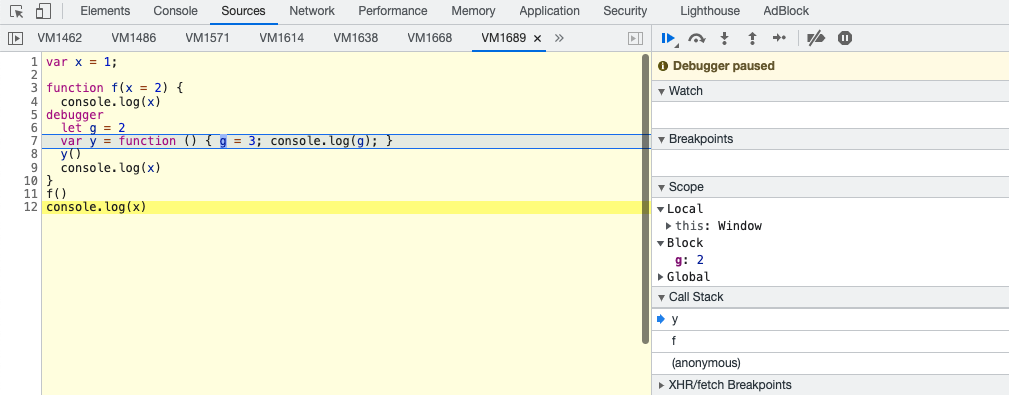 Elements Console Sources Network Performance Memory Application Security Lighthouse AdBlock
VM1462 VM1486 VM1571 VM1614 VM1638 VM1668 VM1689 × »
1 var x = 1;
2
3 function f(x = 2) {
4   console.log(x)
5 debugger
6   let g = 2
7   var y = function () { g = 3; console.log(g); }
8   y()
9   console.log(x)
10 }
11 f()
12 console.log(x)
Debugger paused
Watch
Breakpoints
Scope
Local
this: Window
Block
g: 2
Global
Call Stack
y
f
(anonymous)
XHR/fetch Breakpoints